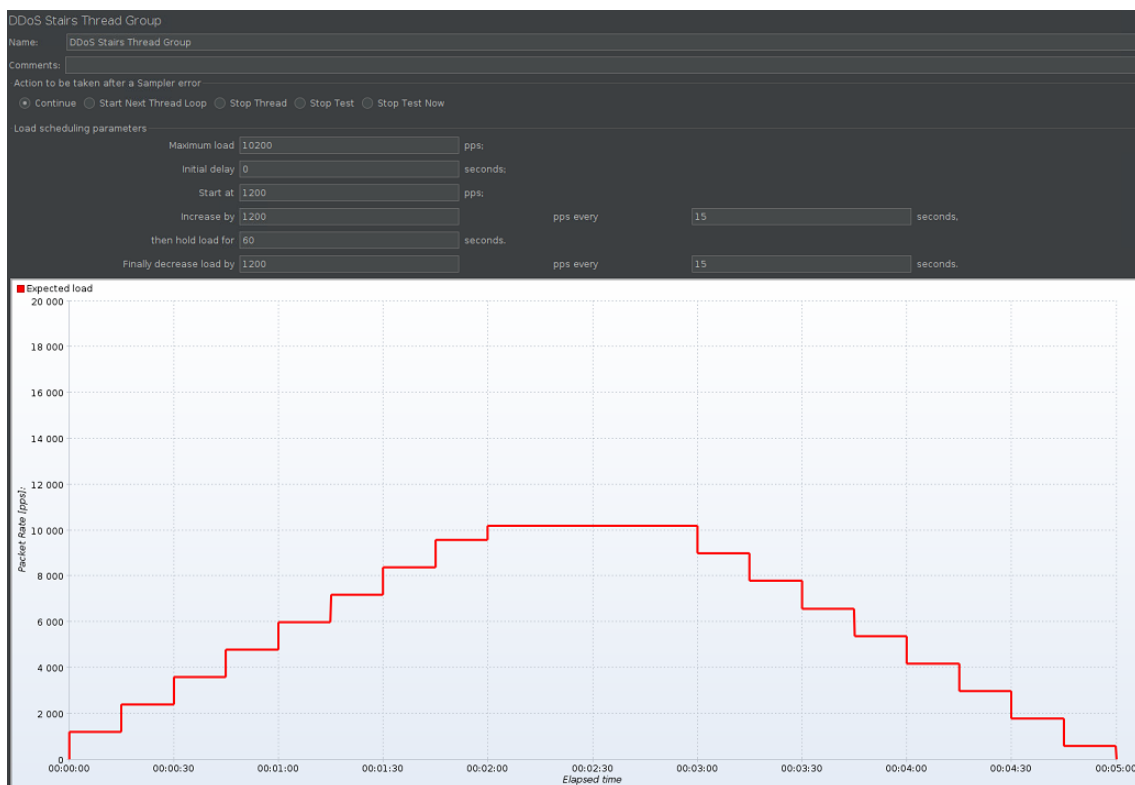 DDoS Stairs Thread Group
Name: DDoS Stairs Thread Group
Comments:
Action to be taken after a Sampler error
Continue Start Next Thread Loop Stop Thread Stop Test Stop Test Now
Load scheduling parameters
Maximum load 10200 pps;
Initial delay 0 seconds;
Start at 1200 pps;
Increase by 1200 pps every 15 seconds,
then hold load for 60 seconds.
Finally decrease load by 1200 pps every 15 seconds.
Expected load
20 000
18 000
16 000
14 000
12 000
10 000
8 000
6 000
4 000
2 000
0
Packet Rate [pps]:
00:00:00 00:00:30 00:01:00 00:01:30 00:02:00 00:02:30 00:03:00 00:03:30 00:04:00 00:04:30 00:05:00
Elapsed time